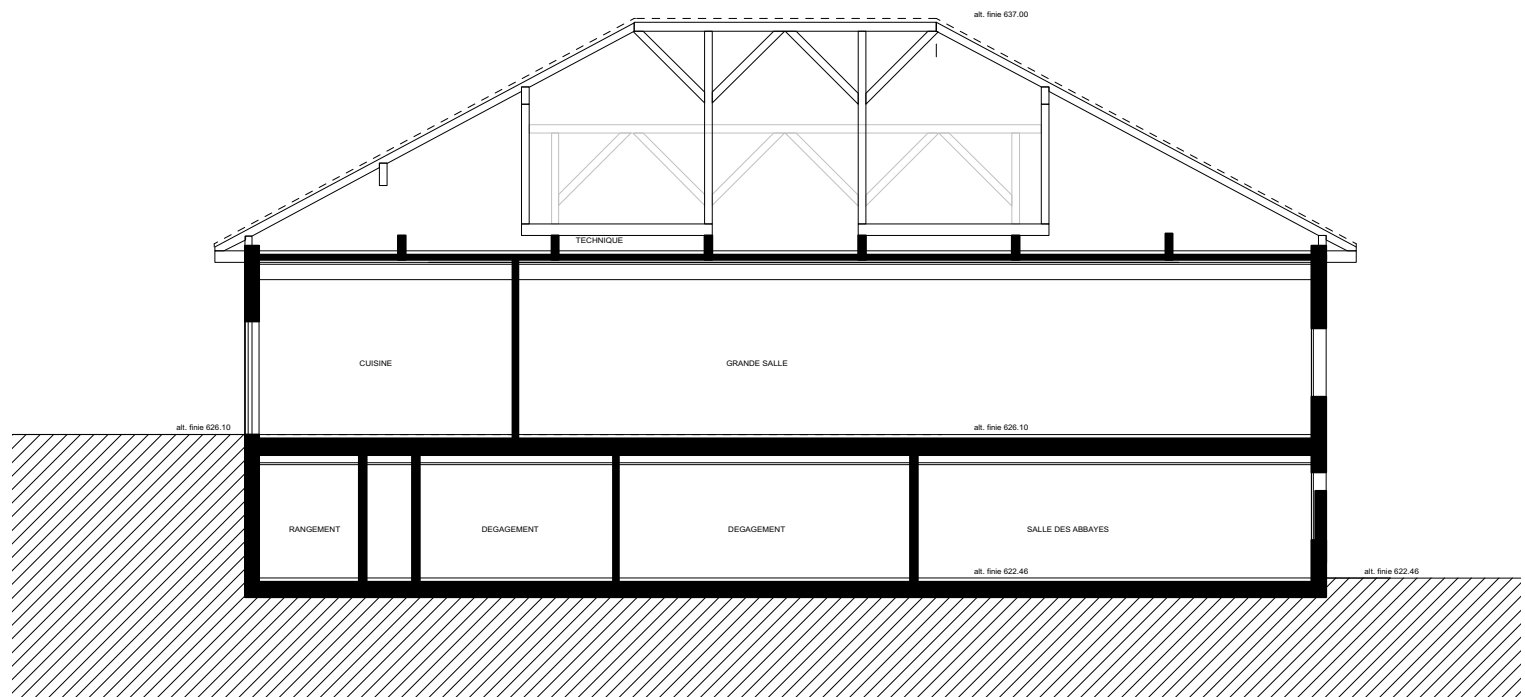 alt. finie 637.00
TECHNIQUE
CUISINE
GRANDE SALLE
alt. finie 626.10
alt. finie 626.10
RANGEMENT
DEGAGEMENT
DEGAGEMENT
SALLE DES ABBAYES
alt. finie 622.46
alt. finie 622.46